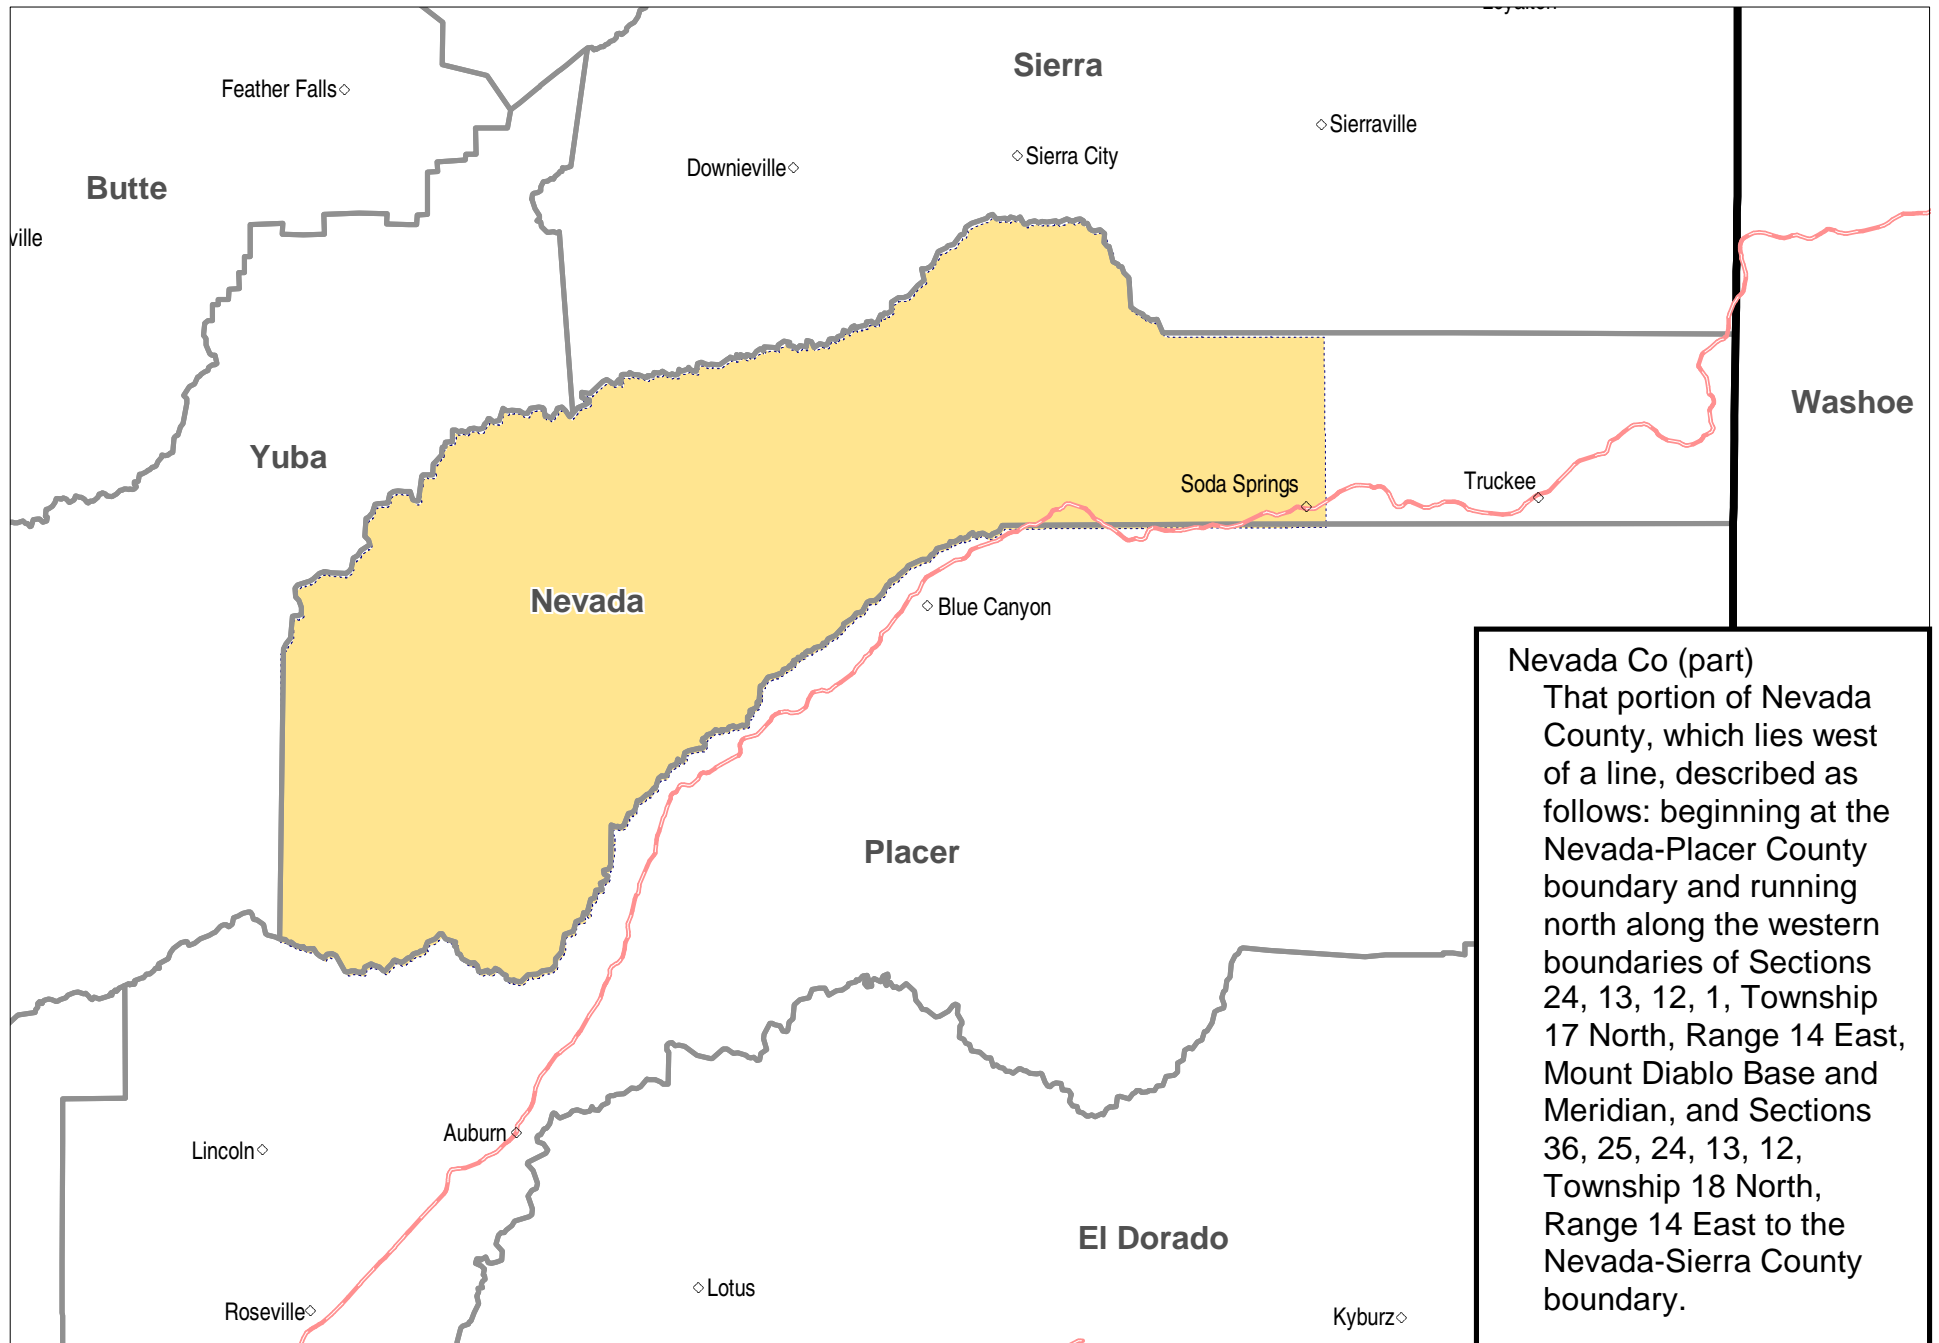 Loyalton
Sierra
Feather Falls
Sierraville
Sierra City
Downieville
Butte
ville
Washoe
Yuba
Soda Springs
Truckee
Nevada
Blue Canyon
Placer
Auburn
Lincoln
El Dorado
Lotus
Roseville
Kyburz
Nevada Co (part)
That portion of Nevada
County, which lies west
of a line, described as
follows: beginning at the
Nevada-Placer County
boundary and running
north along the western
boundaries of Sections
24, 13, 12, 1, Township
17 North, Range 14 East,
Mount Diablo Base and
Meridian, and Sections
36, 25, 24, 13, 12,
Township 18 North,
Range 14 East to the
Nevada-Sierra County
boundary.